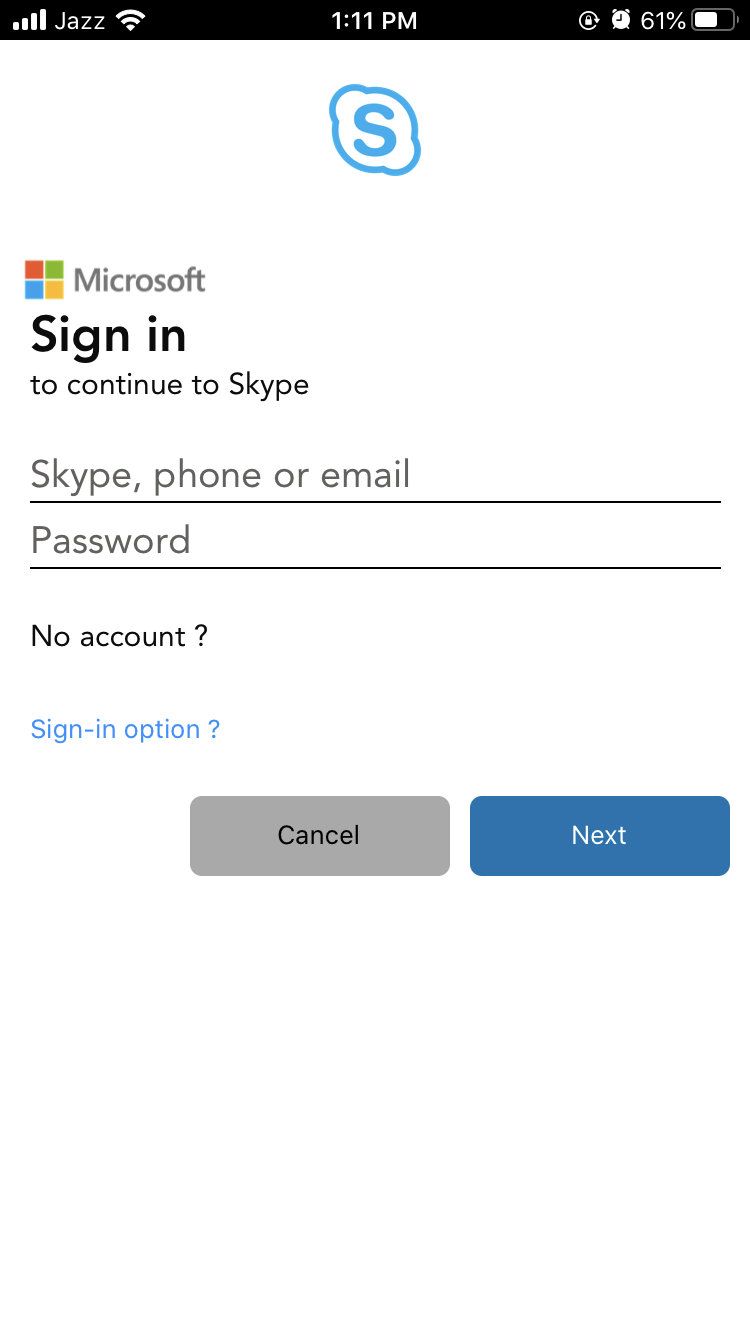 Jazz 1:11 PM 61%
S
Microsoft
Sign in
to continue to Skype
Skype, phone or email
Password
No account ?
Sign-in option ?
Cancel Next